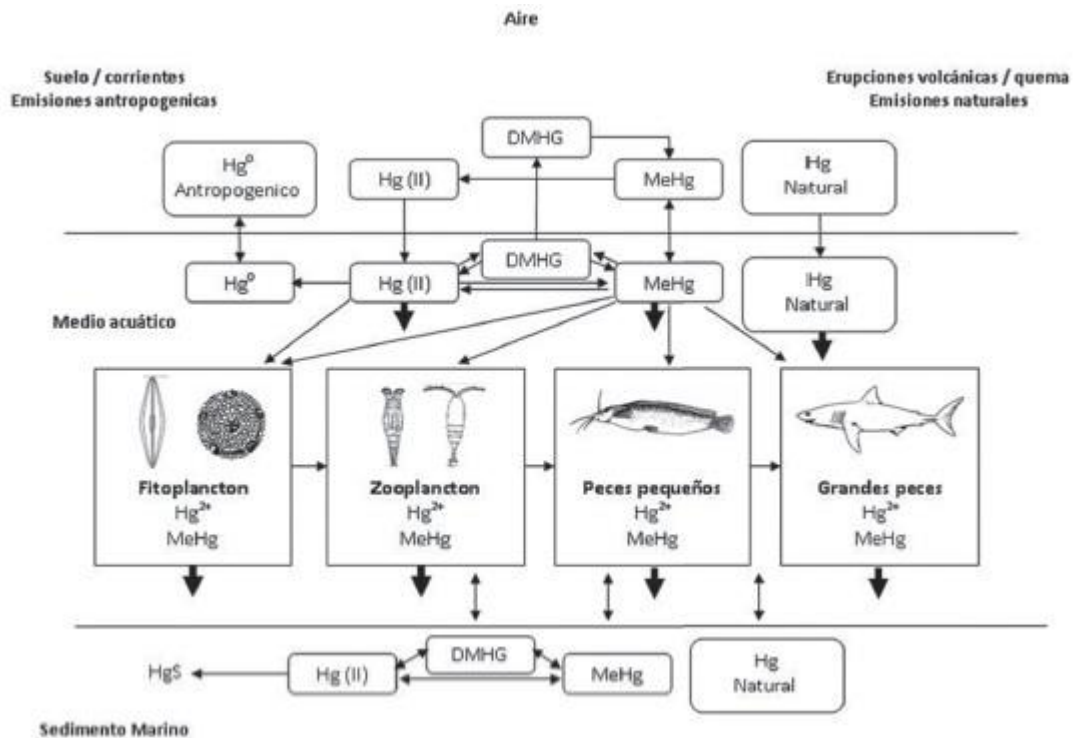 Aire
Suelo / corrientes
Emisiones antropogenicas
Erupciones volcánicas / quema
Emisiones naturales
DMHG
Hg⁰
Antropogenico
Hg (II)
MeHg
Hg
Natural
DMHG
Hg⁰
Hg (II)
MeHg
Hg
Natural
Medio acuático
Fitoplancton
Hg²⁺
MeHg
Zooplancton
Hg²⁺
MeHg
Peces pequeños
Hg²⁺
MeHg
Grandes peces
Hg²⁺
MeHg
HgS
Hg (II)
DMHG
MeHg
Hg
Natural
Sedimento Marino